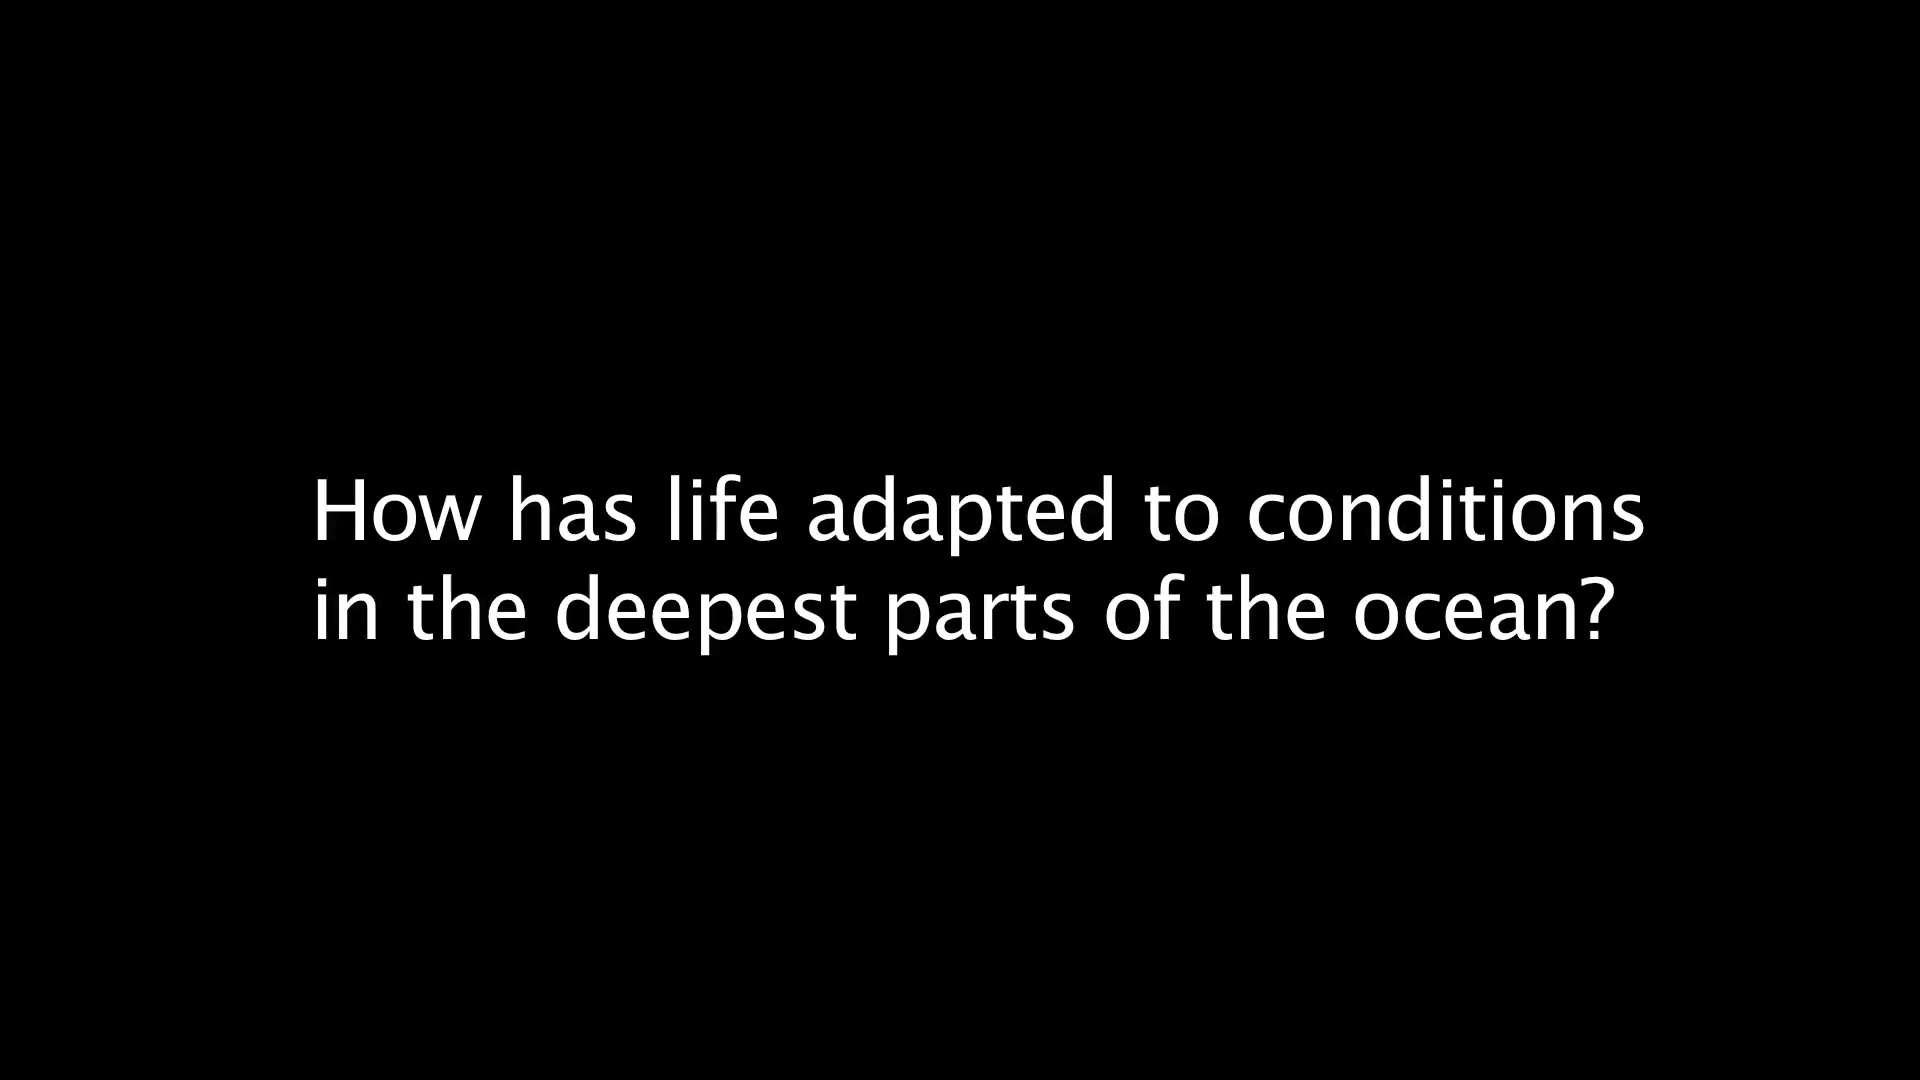 How has life adapted to conditions
in the deepest parts of the ocean?